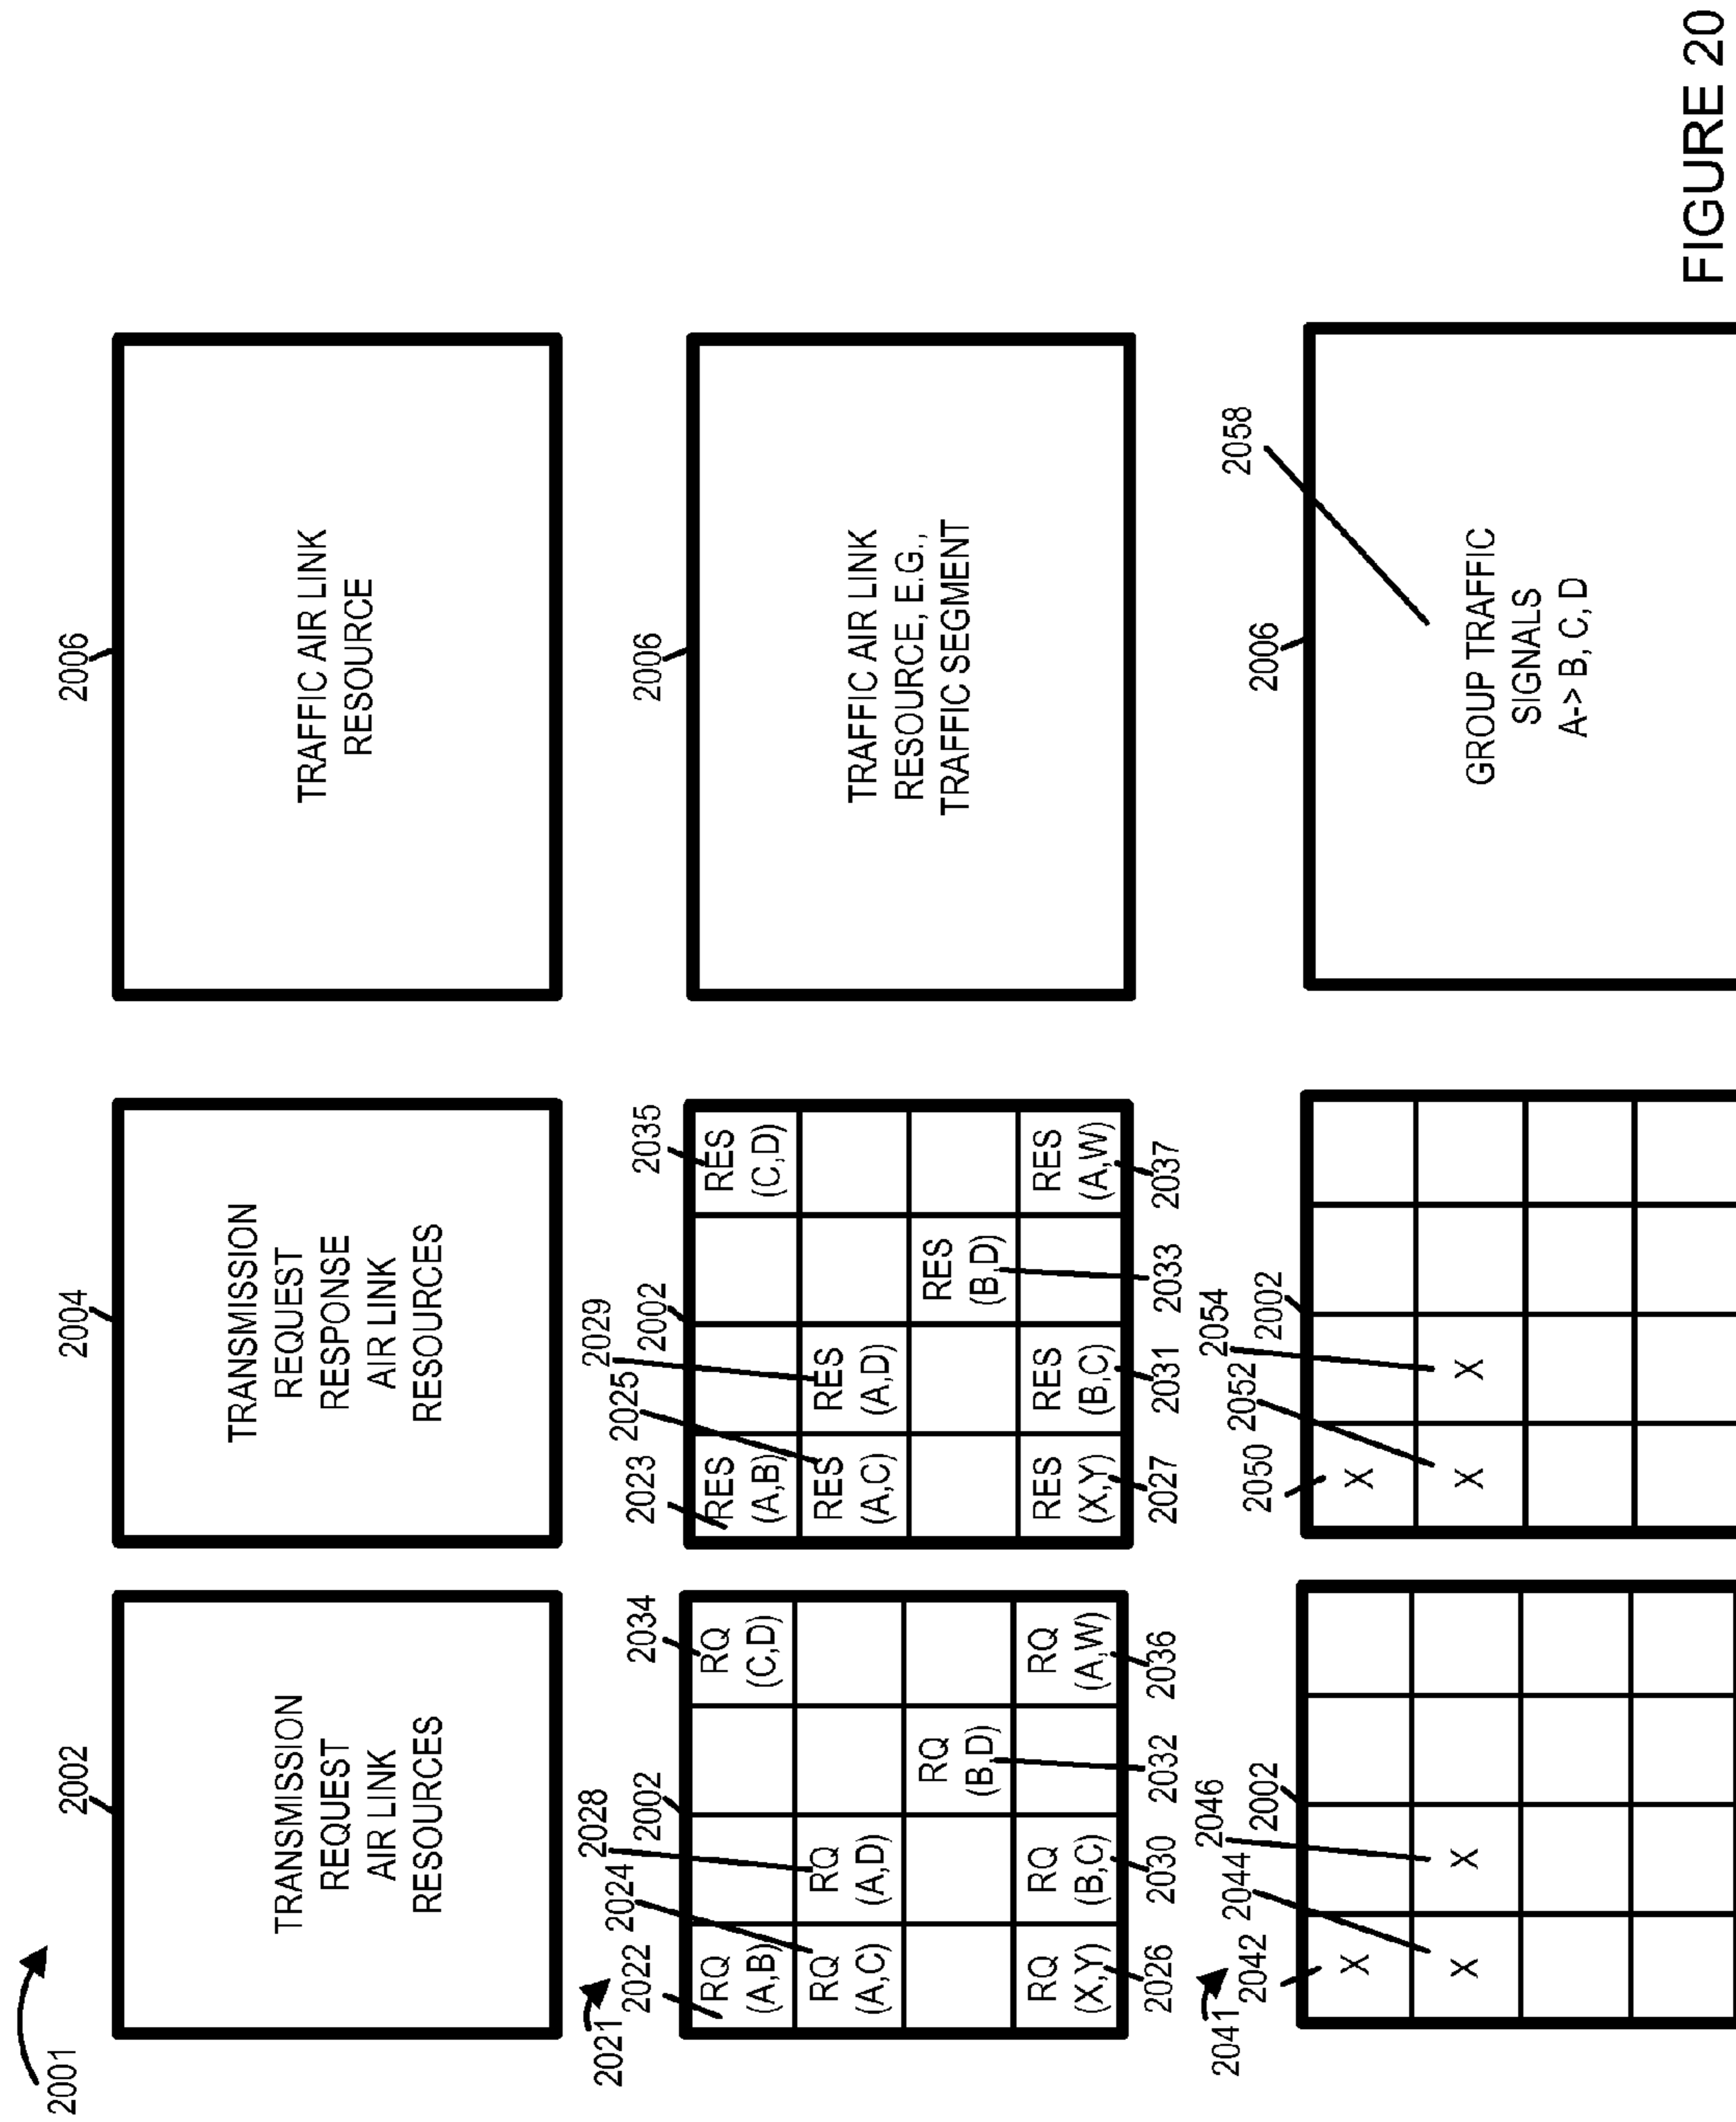 2001
2002
TRANSMISSION
REQUEST
AIR LINK
RESOURCES
2004
TRANSMISSION
REQUEST
RESPONSE
AIR LINK
RESOURCES
2006
TRAFFIC AIR LINK
RESOURCE
2021
2022
2024
2028
2002
2034
RQ
(A,B)
RQ
(C,D)
RQ
(A,C)
RQ
(A,D)
RQ
(B,D)
RQ
(X,Y)
RQ
(B,C)
RQ
(A,W)
2026
2030
2032
2036
2023
2025
2029
2002
2035
RES
(A,B)
RES
(C,D)
RES
(A,C)
RES
(A,D)
RES
(B,D)
RES
(X,Y)
RES
(B,C)
RES
(A,W)
2027
2031
2033
2037
2006
TRAFFIC AIR LINK
RESOURCE, E.G.,
TRAFFIC SEGMENT
2041
2042
2044
2046
2002
X
X
X
2050
2052
2054
2002
X
X
X
2006
2058
GROUP TRAFFIC
SIGNALS
A-> B, C, D
FIGURE 20